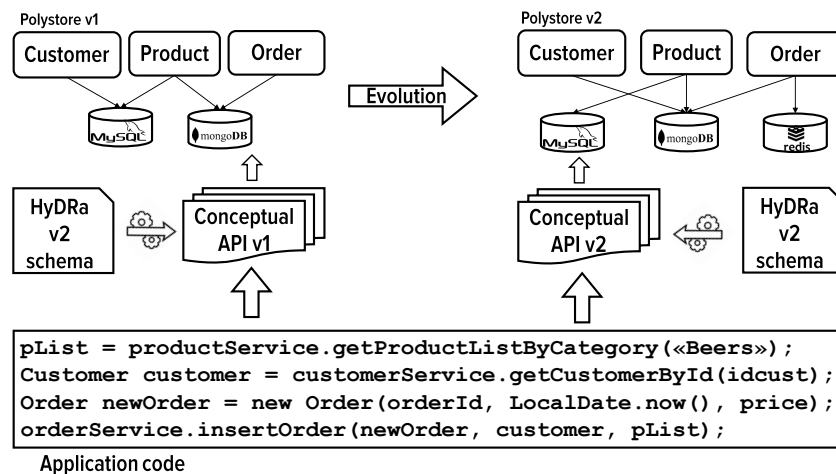 Polystore v1
Polystore v2
Customer
Product
Order
Customer
Product
Order
Evolution
MySQL
mongoDB
MySQL
mongoDB
redis
HyDRa
v2
schema
Conceptual
API v1
Conceptual
API v2
HyDRa
v2
schema
pList = productService.getProductListByCategory(«Beers»);
Customer customer = customerService.getCustomerById(idcust);
Order newOrder = new Order(orderId, LocalDate.now(), price);
orderService.insertOrder(newOrder, customer, pList);
Application code